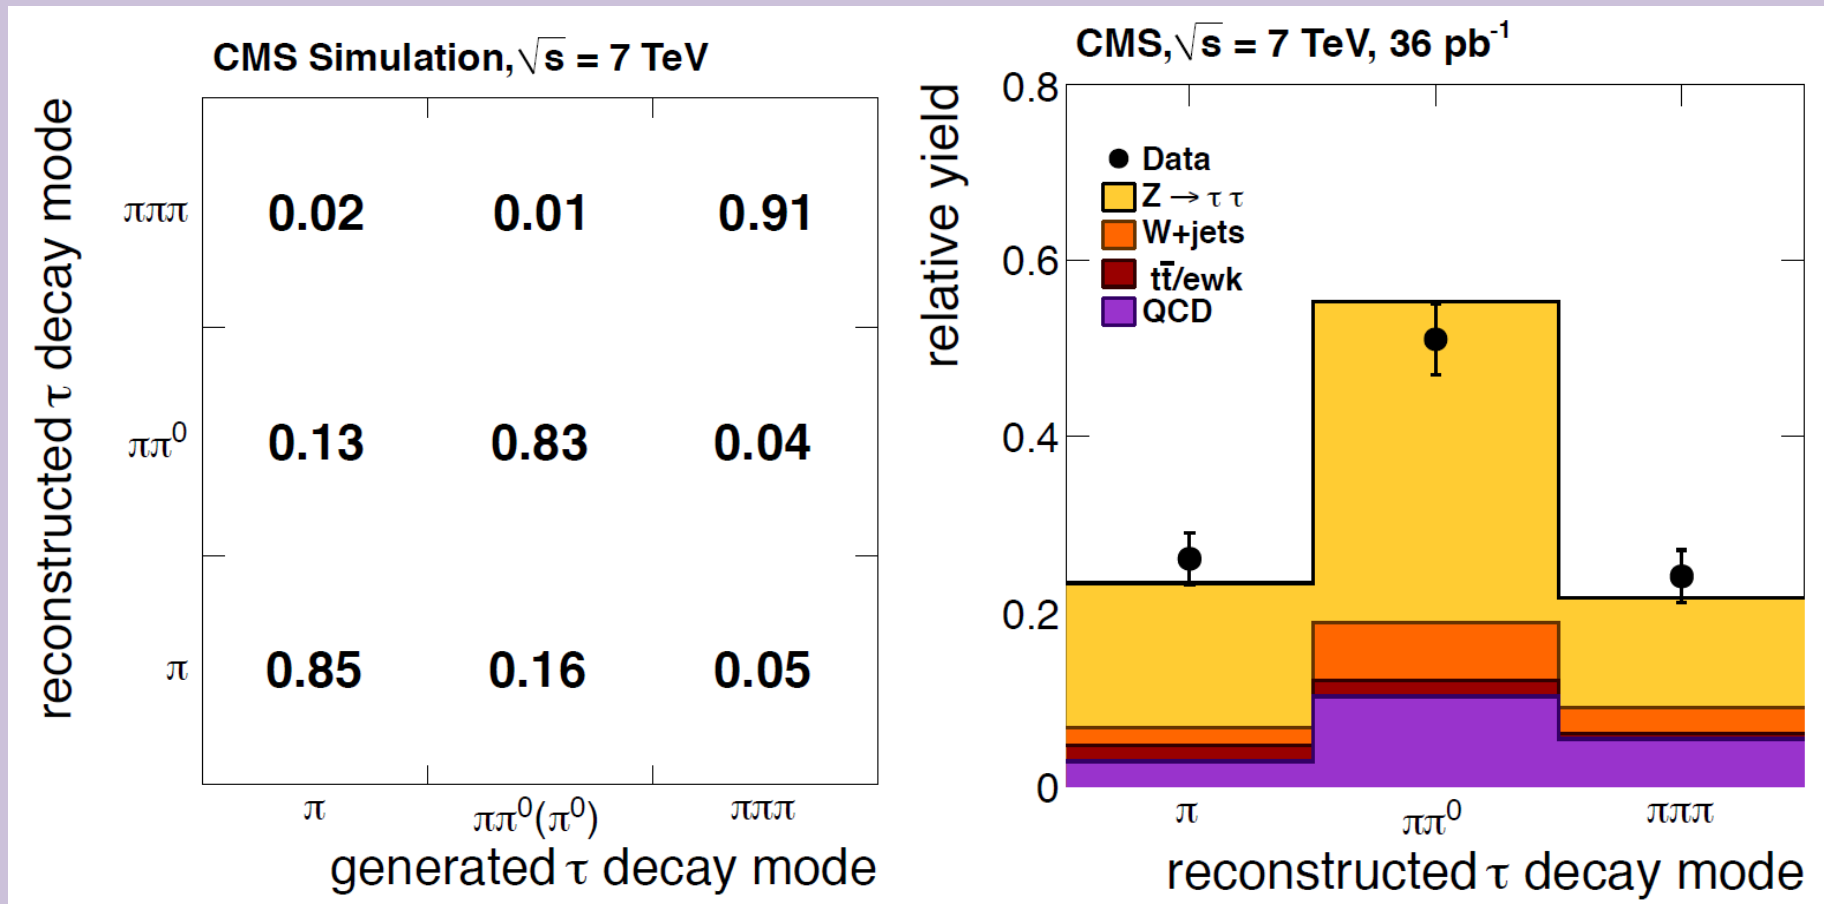 CMS Simulation, √s = 7 TeV
reconstructed τ decay mode
πππ
0.02 0.01 0.91
ππ⁰
0.13 0.83 0.04
π
0.85 0.16 0.05
π ππ⁰(π⁰) πππ
generated τ decay mode
CMS, √s = 7 TeV, 36 pb⁻¹
relative yield
0.8
0.6
0.4
0.2
0
Data
Z → τ τ
W+jets
tt̄/ewk
QCD
π ππ⁰ πππ
reconstructed τ decay mode